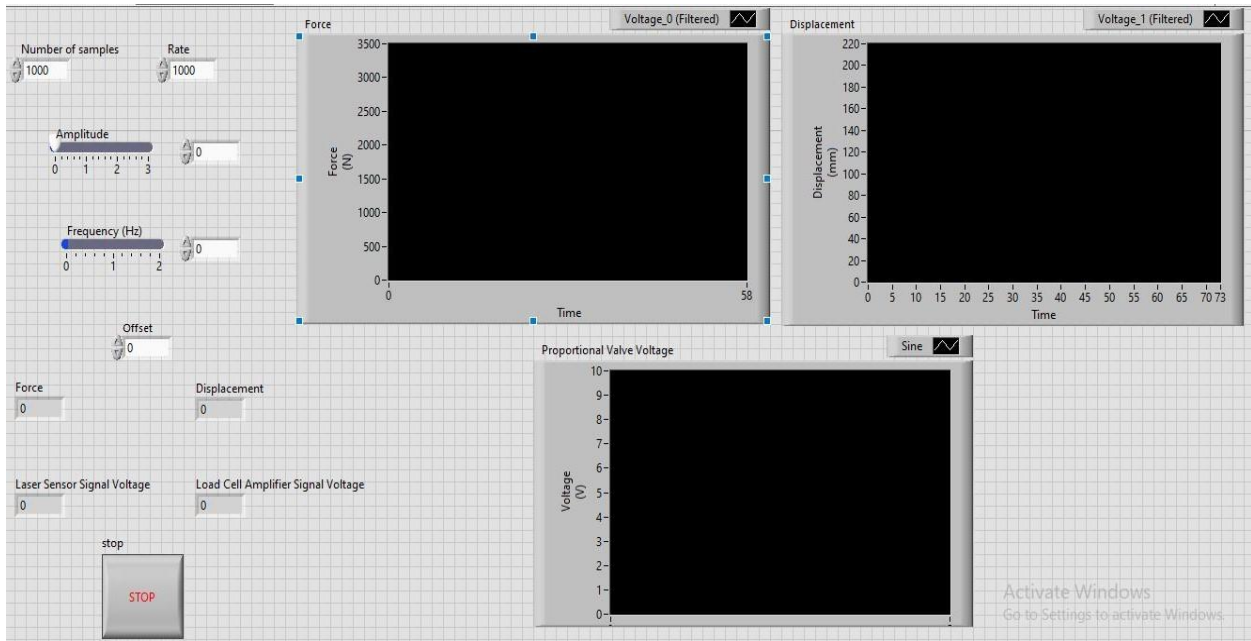 Number of samples
1000
Rate
1000
Amplitude
0 1 2 3
0
Frequency (Hz)
0 1 2
0
Offset
0
Force
0
Displacement
0
Laser Sensor Signal Voltage
0
Load Cell Amplifier Signal Voltage
0
stop
STOP
Force
Voltage_0 (Filtered)
3500
3000
2500
2000
1500
1000
500
0
Force
(N)
0 58
Time
Displacement
Voltage_1 (Filtered)
220
200
180
160
140
120
100
80
60
40
20
0
Displacement
(mm)
0 5 10 15 20 25 30 35 40 45 50 55 60 65 70 73
Time
Proportional Valve Voltage
Sine
10
9
8
7
6
5
4
3
2
1
0
Voltage
(V)
Activate Windows
Go to Settings to activate Windows.